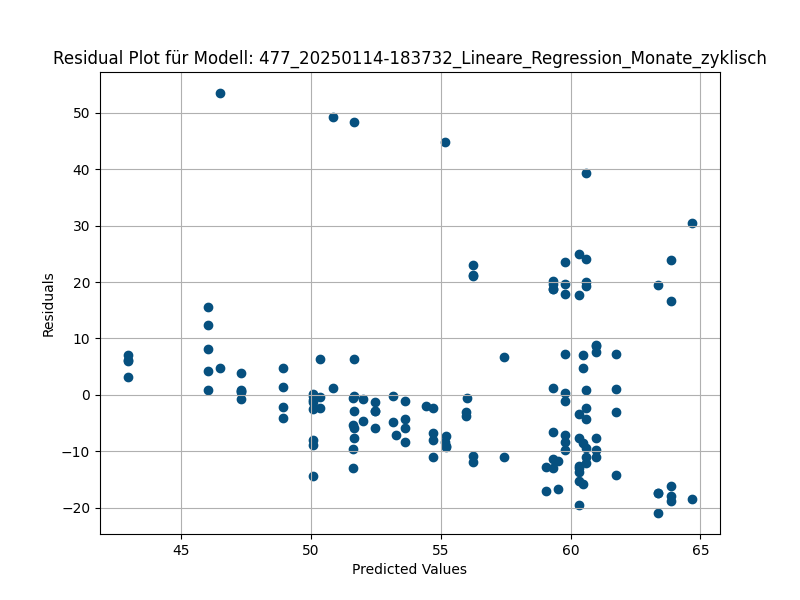 Residual Plot für Modell: 477_20250114-183732_Lineare_Regression_Monate_zyklisch
50
40
30
20
10
0
−10
−20
Residuals
45 50 55 60 65
Predicted Values